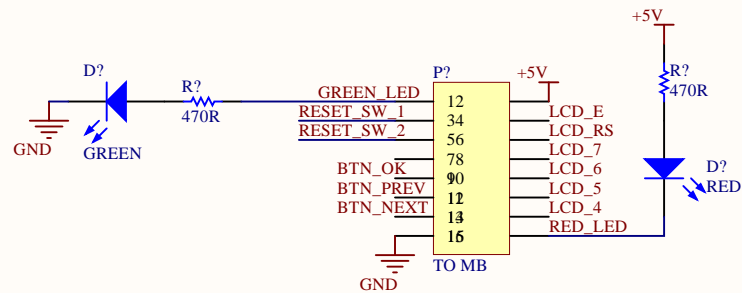 +5V
D?
R?
470R
GREEN
GND
GREEN_LED
RESET_SW_1
RESET_SW_2
BTN_OK
BTN_PREV
BTN_NEXT
GND
P?
1 2
3 4
5 6
7 8
9 10
11 12
13 14
15 16
TO MB
+5V
LCD_E
LCD_RS
LCD_7
LCD_6
LCD_5
LCD_4
RED_LED
R?
470R
D?
RED